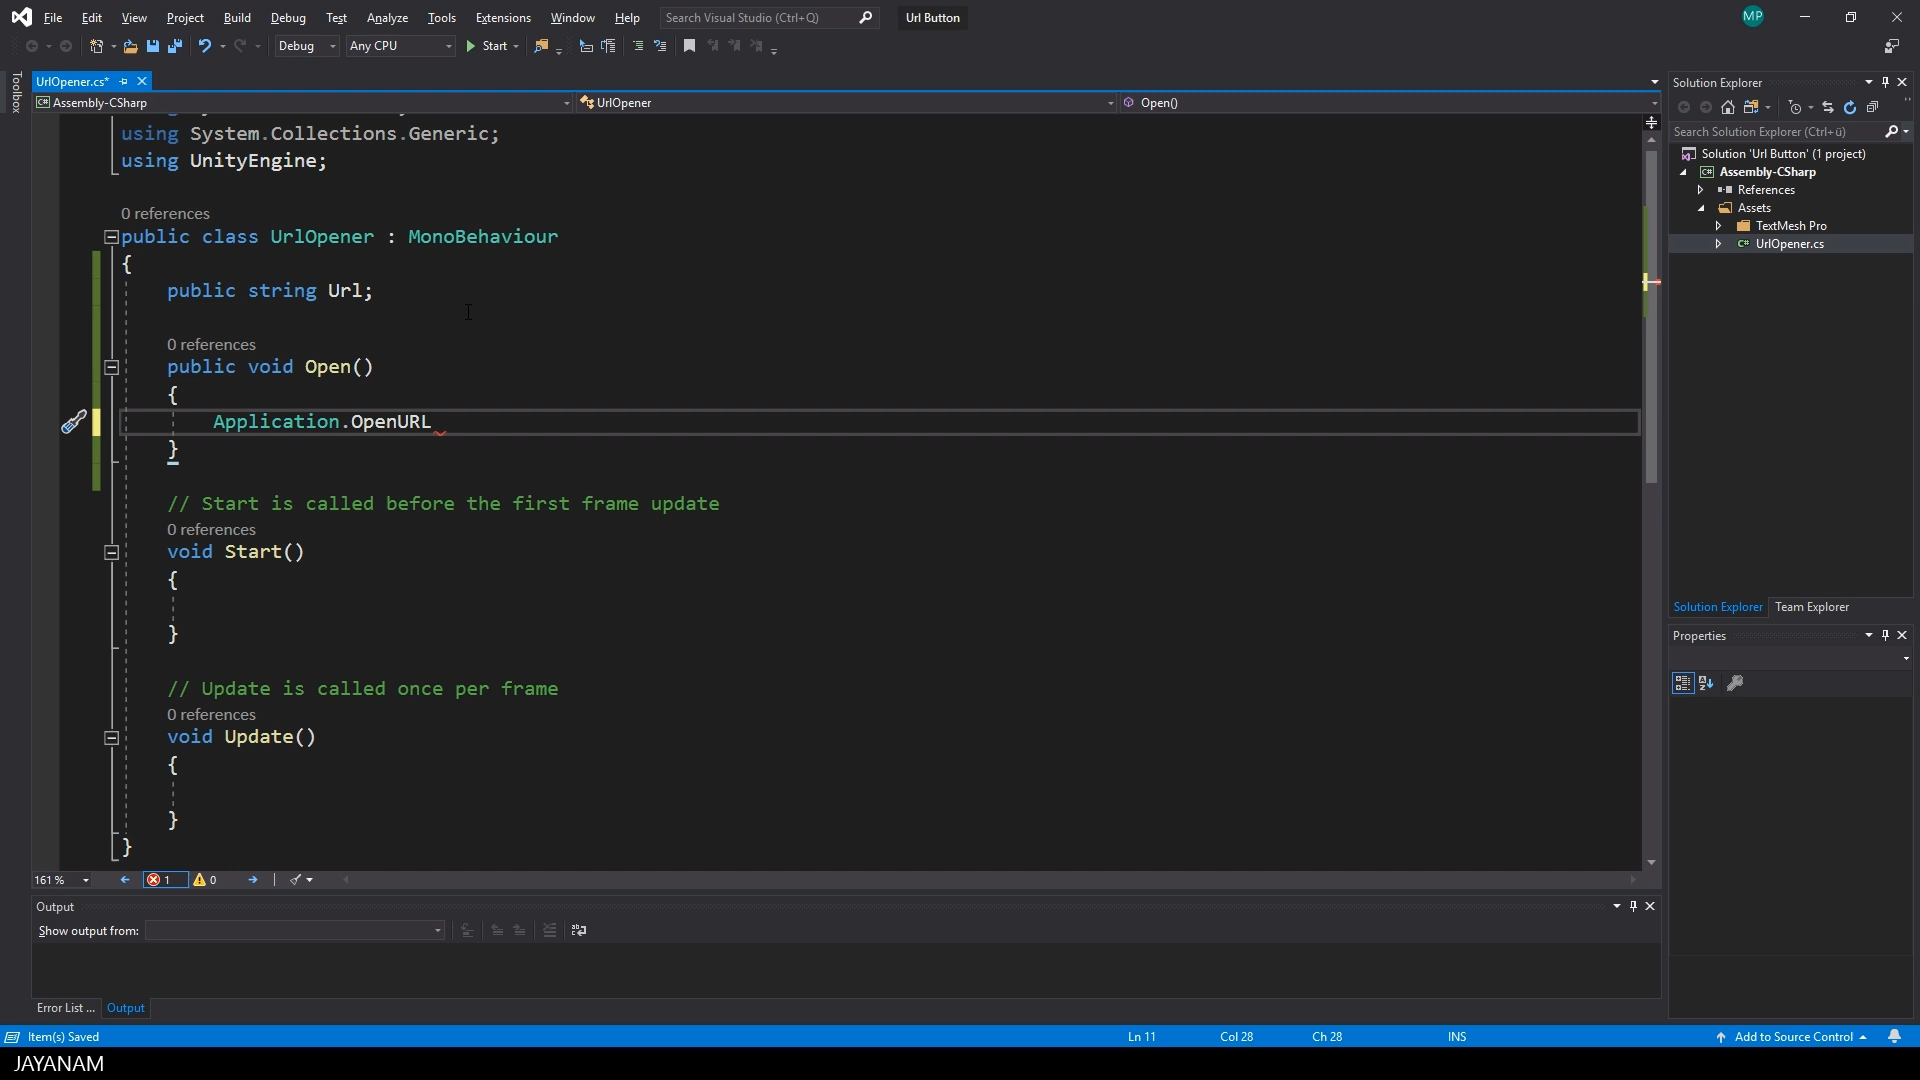 File Edit View Project Build Debug Test Analyze Tools Extensions Window Help Search Visual Studio (Ctrl+Q) Url Button MP
Debug Any CPU Start
Toolbox
UrlOpener.cs*
Assembly-CSharp UrlOpener Open()
using System.Collections.Generic;
using UnityEngine;
0 references
public class UrlOpener : MonoBehaviour
{
public string Url;
0 references
public void Open()
{
Application.OpenURL
}
// Start is called before the first frame update
0 references
void Start()
{
}
// Update is called once per frame
0 references
void Update()
{
}
}
161 % 1 0
Output
Show output from:
Error List ... Output
Solution Explorer
Search Solution Explorer (Ctrl+ü)
Solution 'Url Button' (1 project)
Assembly-CSharp
References
Assets
TextMesh Pro
UrlOpener.cs
Solution Explorer Team Explorer
Properties
Item(s) Saved Ln 11 Col 28 Ch 28 INS Add to Source Control
JAYANAM